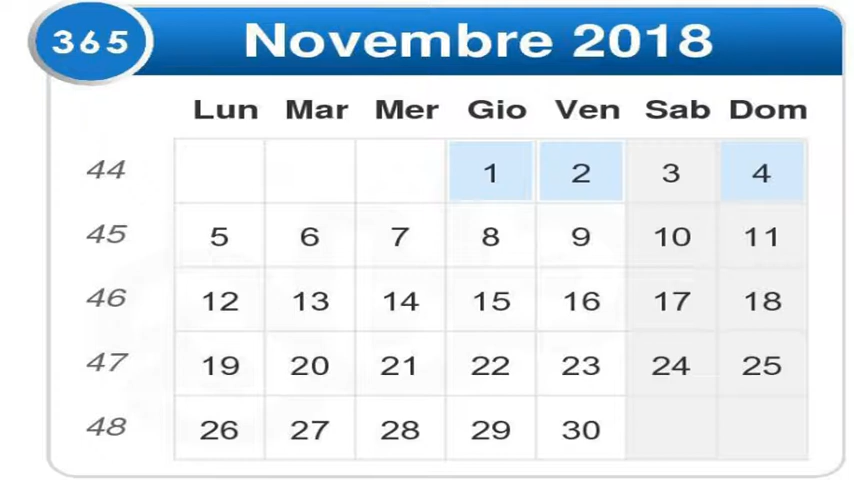 365 Novembre 2018
Lun Mar Mer Gio Ven Sab Dom
44 1 2 3 4
45 5 6 7 8 9 10 11
46 12 13 14 15 16 17 18
47 19 20 21 22 23 24 25
48 26 27 28 29 30